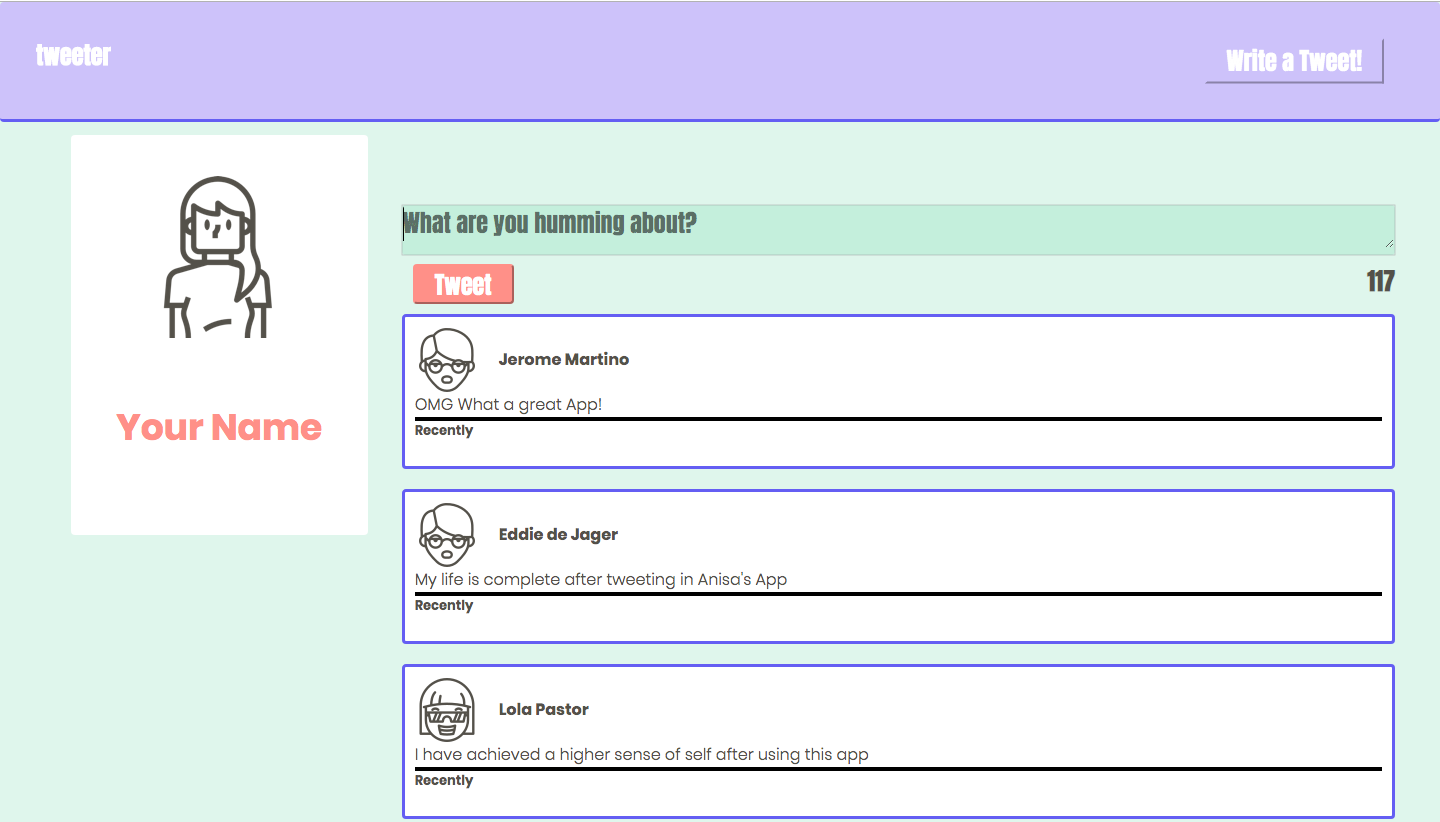 tweeter
Write a Tweet!
What are you humming about?
Tweet
117
Your Name
Jerome Martino
OMG What a great App!
Recently
Eddie de Jager
My life is complete after tweeting in Anisa's App
Recently
Lola Pastor
I have achieved a higher sense of self after using this app
Recently